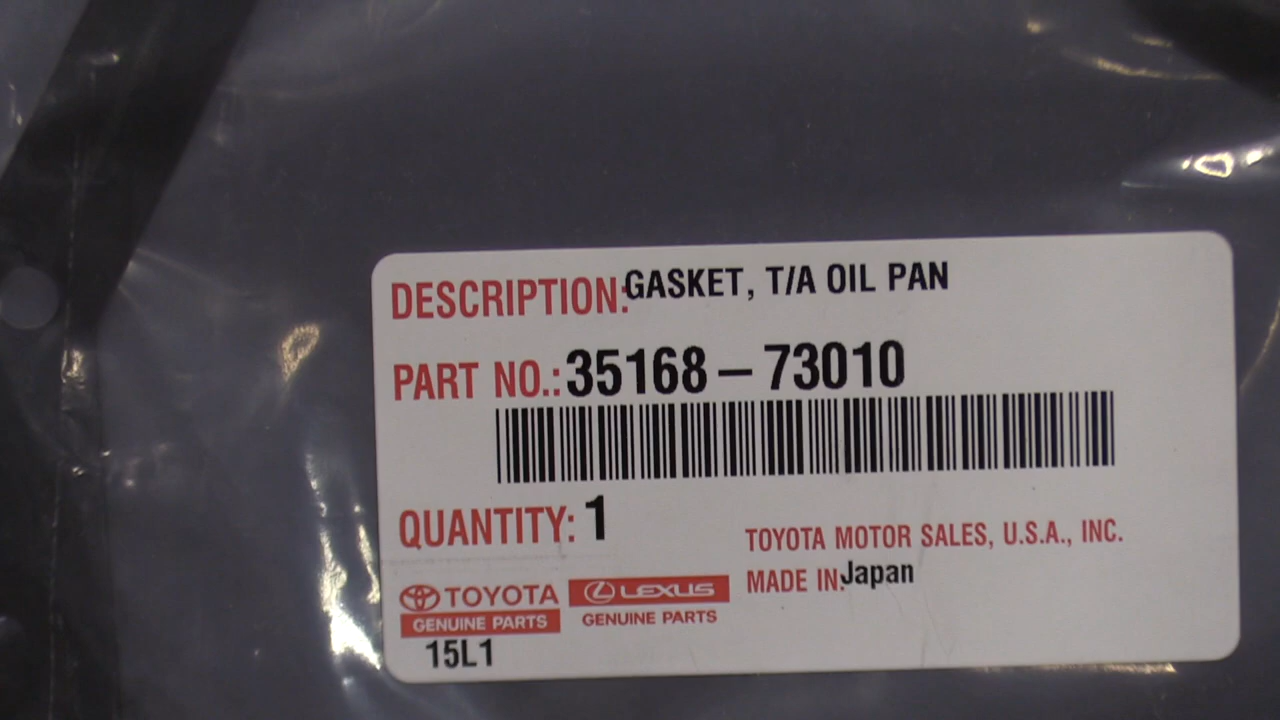 DESCRIPTION: GASKET, T/A OIL PAN
PART NO.: 35168-73010
QUANTITY: 1
TOYOTA MOTOR SALES, U.S.A., INC.
MADE IN: Japan
TOYOTA
GENUINE PARTS
LEXUS
GENUINE PARTS
15L1